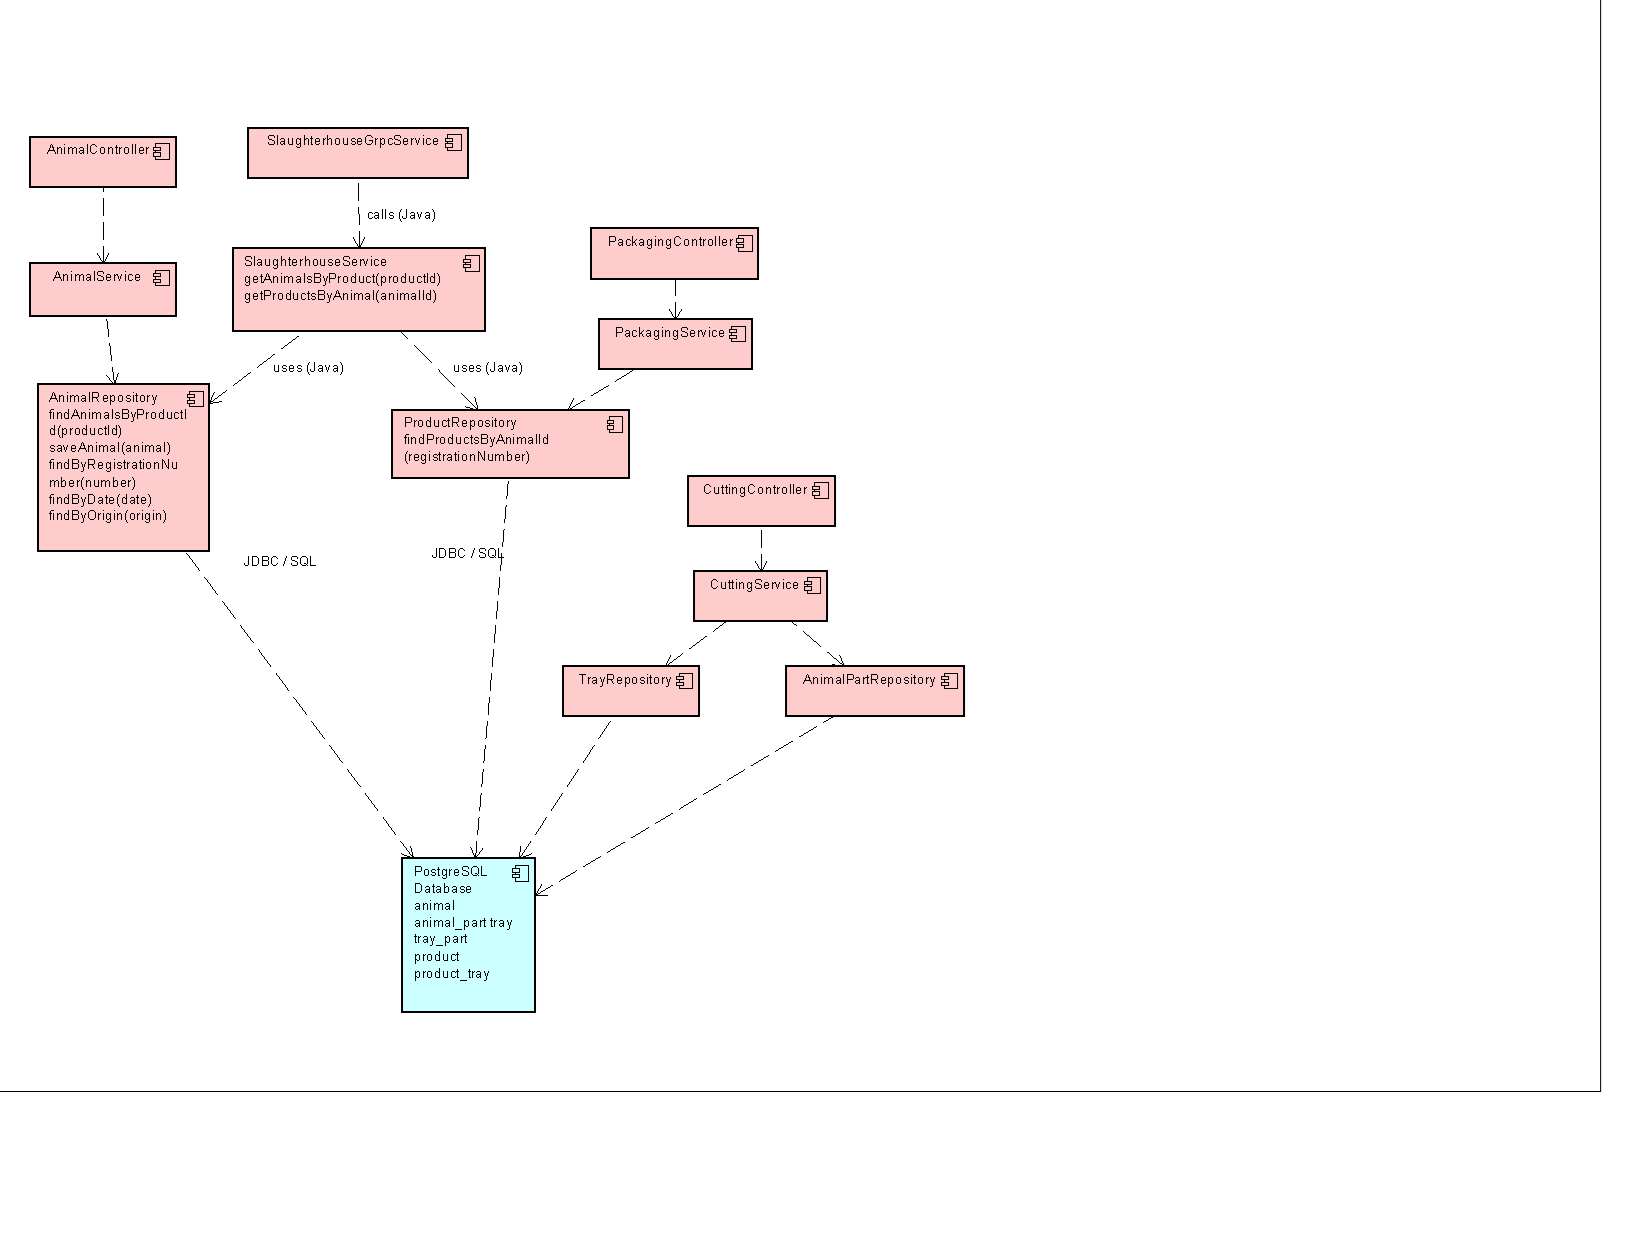 AnimalController
SlaughterhouseGrpcService
calls (Java)
PackagingController
AnimalService
SlaughterhouseService
getAnimalsByProduct(productId)
getProductsByAnimal(animalId)
PackagingService
uses (Java)
uses (Java)
AnimalRepository
findAnimalsByProductI
d(productId)
saveAnimal(animal)
findByRegistrationNu
mber(number)
findByDate(date)
findByOrigin(origin)
ProductRepository
findProductsByAnimalId
(registrationNumber)
CuttingController
JDBC / SQL
JDBC / SQL
CuttingService
TrayRepository
AnimalPartRepository
PostgreSQL
Database
animal
animal_part tray
tray_part
product
product_tray